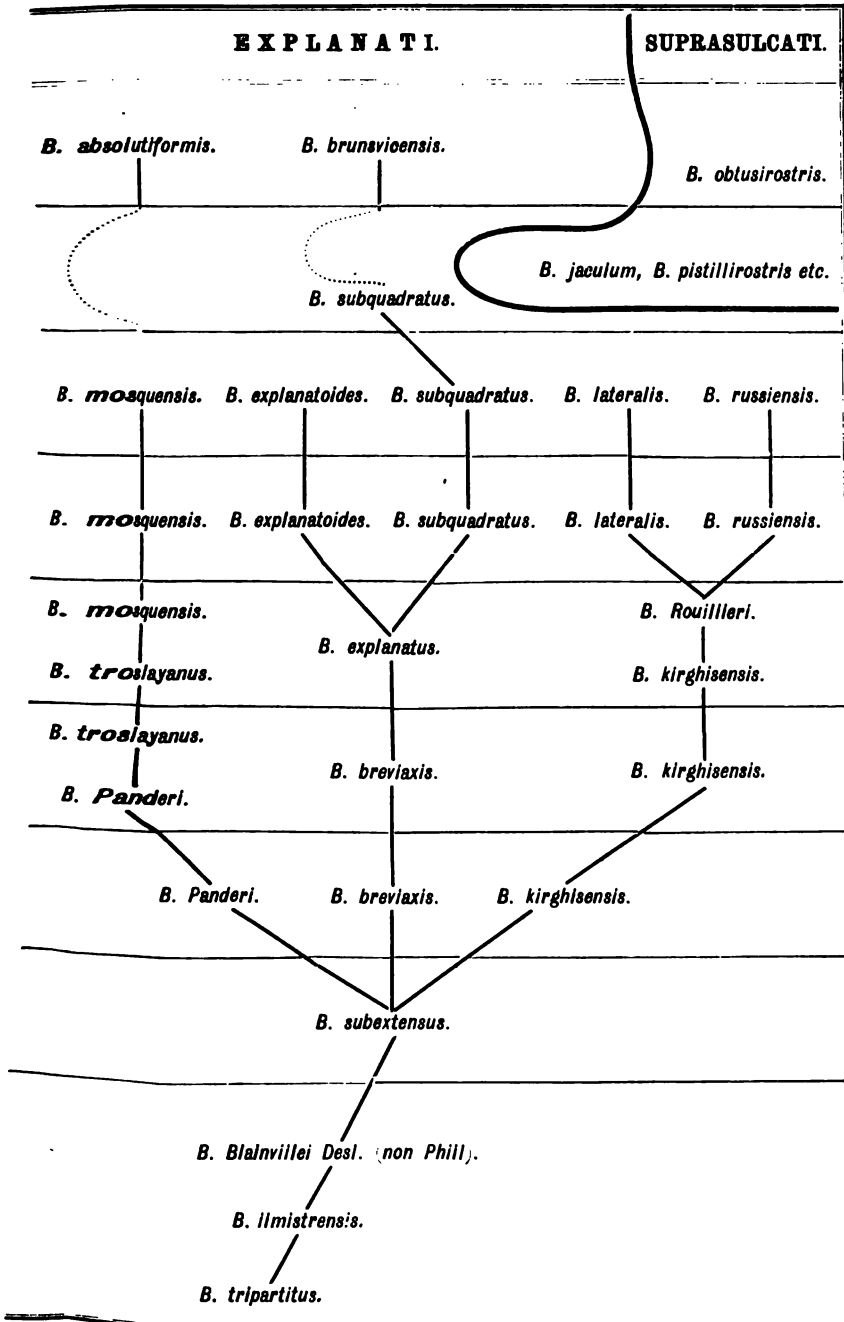 EXPLANATI. SUPRASULCATI.
B. absolutiformis. B. brunsvicensis.
B. obtusirostris.
B. jaculum, B. pistillirostris etc.
B. subquadratus.
B. mosquensis. B. explanatoides. B. subquadratus. B. lateralis. B. russiensis.
B. mosquensis. B. explanatoides. B. subquadratus. B. lateralis. B. russiensis.
B. mosquensis. B. Rouillieri.
B. explanatus.
B. troslayanus. B. kirghisensis.
B. troslayanus.
B. breviaxis. B. kirghisensis.
B. Panderi.
B. Panderi. B. breviaxis. B. kirghisensis.
B. subextensus.
B. Blainvillei Desl. (non Phill).
B. ilmistrensis.
B. tripartitus.